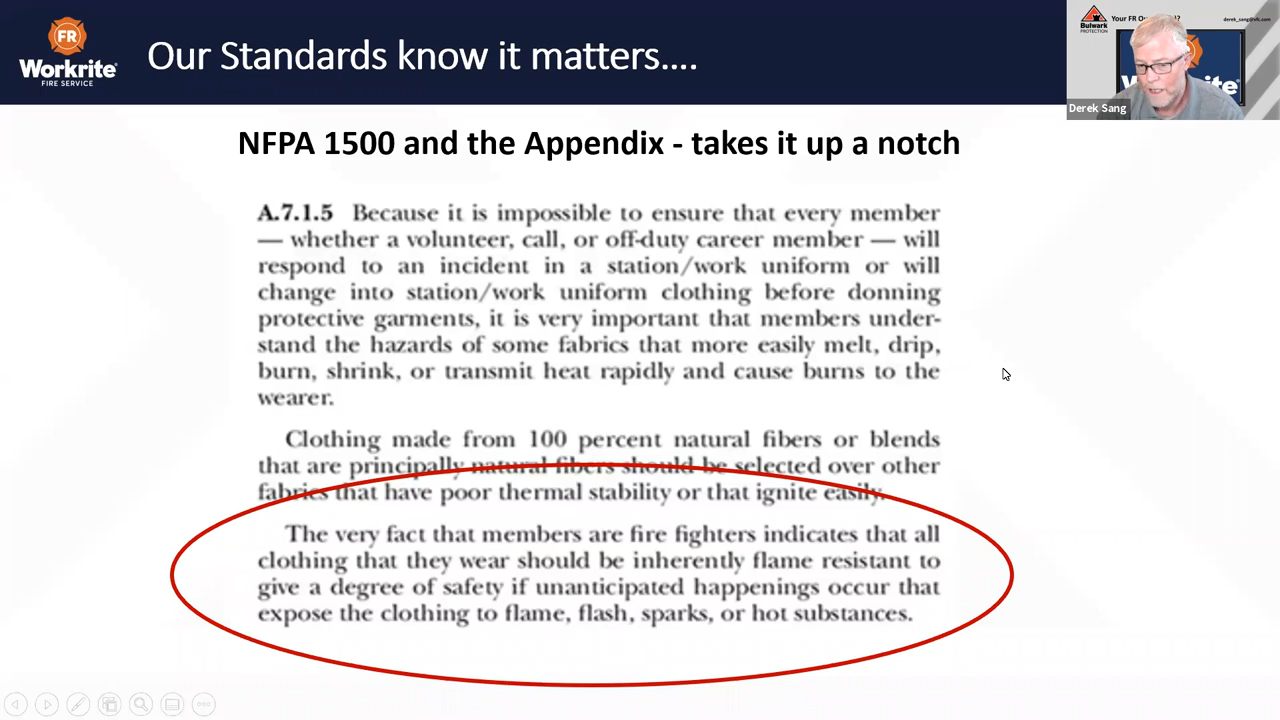 FR
Workrite
FIRE SERVICE
Our Standards know it matters....
Bulwark
PROTECTION
Your FR
derek_sang@vfc.com
Derek Sang
NFPA 1500 and the Appendix - takes it up a notch
A.7.1.5 Because it is impossible to ensure that every member
— whether a volunteer, call, or off-duty career member — will
respond to an incident in a station/work uniform or will
change into station/work uniform clothing before donning
protective garments, it is very important that members under-
stand the hazards of some fabrics that more easily melt, drip,
burn, shrink, or transmit heat rapidly and cause burns to the
wearer.
Clothing made from 100 percent natural fibers or blends
that are principally natural fibers should be selected over other
fabrics that have poor thermal stability or that ignite easily.
The very fact that members are fire fighters indicates that all
clothing that they wear should be inherently flame resistant to
give a degree of safety if unanticipated happenings occur that
expose the clothing to flame, flash, sparks, or hot substances.